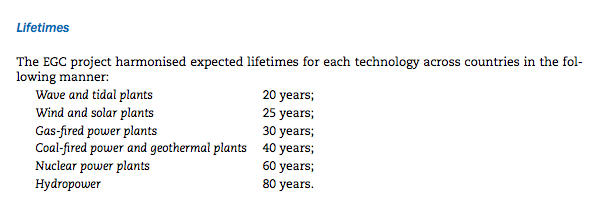 Lifetimes
The EGC project harmonised expected lifetimes for each technology across countries in the fol-
lowing manner:
Wave and tidal plants 20 years;
Wind and solar plants 25 years;
Gas-fired power plants 30 years;
Coal-fired power and geothermal plants 40 years;
Nuclear power plants 60 years;
Hydropower 80 years.